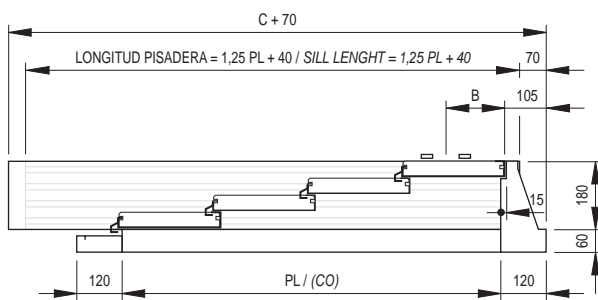 C + 70
LONGITUD PISADERA = 1,25 PL + 40 / SILL LENGHT = 1,25 PL + 40
70
B
105
15
180
60
120
PL / (CO)
120